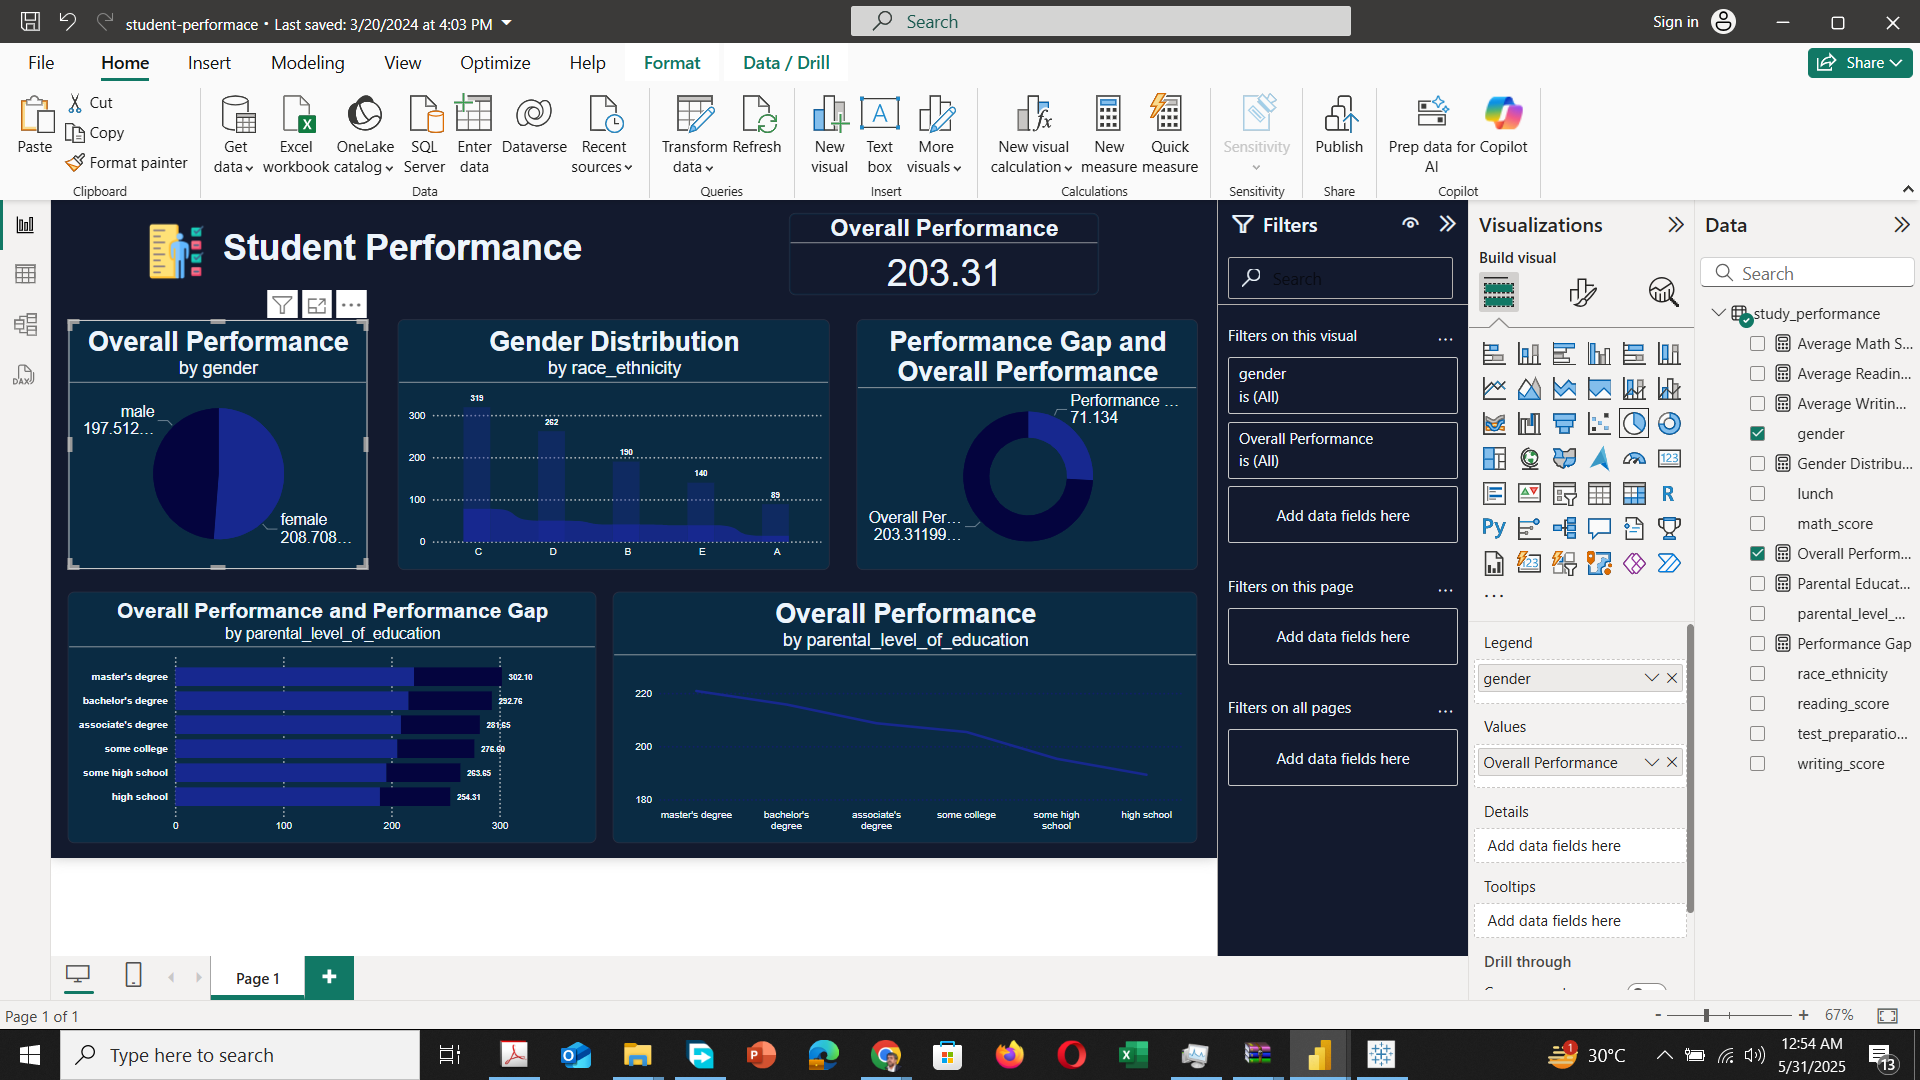 student-performace • Last saved: 3/20/2024 at 4:03 PM
Search
Sign in
File
Home
Insert
Modeling
View
Optimize
Help
Format
Data / Drill
Share
Paste
Cut
Copy
Format painter
Clipboard
Get data
Excel workbook
OneLake catalog
SQL Server
Enter data
Dataverse
Recent sources
Data
Transform data
Refresh
Queries
New visual
Text box
More visuals
Insert
New visual calculation
New measure
Quick measure
Calculations
Sensitivity
Sensitivity
Publish
Share
Prep data for AI
Copilot
Copilot
Student Performance
Overall Performance
203.31
Overall Performance
by gender
male
197.512...
female
208.708...
Gender Distribution
by race_ethnicity
300
200
100
0
319
262
190
140
89
C
D
B
E
A
Performance Gap and
Overall Performance
Performance ...
71.134
Overall Per...
203.31199...
Overall Performance and Performance Gap
by parental_level_of_education
master's degree
302.10
bachelor's degree
292.76
associate's degree
281.65
some college
276.60
some high school
263.65
high school
254.31
0
100
200
300
Overall Performance
by parental_level_of_education
220
200
180
master's degree
bachelor's degree
associate's degree
some college
some high school
high school
Filters
Search
Filters on this visual
...
gender
is (All)
Overall Performance
is (All)
Add data fields here
Filters on this page
...
Add data fields here
Filters on all pages
...
Add data fields here
Visualizations
Build visual
123
R
Py
...
Legend
gender
Values
Overall Performance
Details
Add data fields here
Tooltips
Add data fields here
Drill through
Data
Search
study_performance
Average Math S...
Average Readin...
Average Writin...
gender
Gender Distribu...
lunch
math_score
Overall Perform...
Parental Educat...
parental_level_...
Performance Gap
race_ethnicity
reading_score
test_preparatio...
writing_score
Page 1
+
Page 1 of 1
- + 67%
Type here to search
1
30°C
12:54 AM
5/31/2025
13